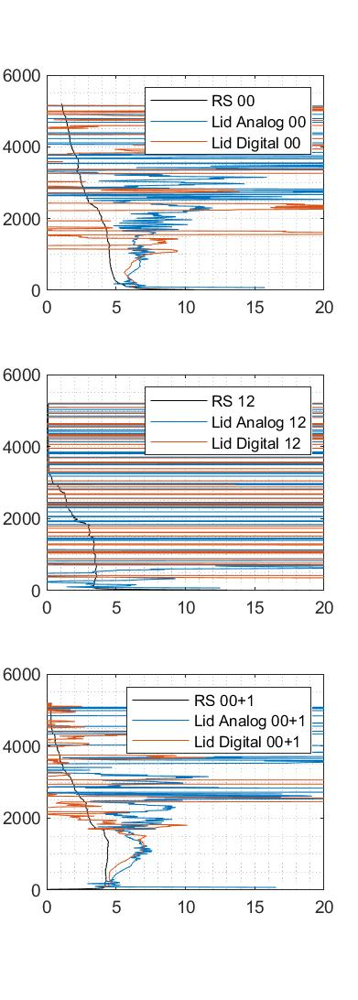 6000
RS 00
Lid Analog 00
Lid Digital 00
4000
2000
0
0 5 10 15 20
6000
RS 12
Lid Analog 12
Lid Digital 12
4000
2000
0
0 5 10 15 20
6000
RS 00+1
Lid Analog 00+1
Lid Digital 00+1
4000
2000
0
0 5 10 15 20